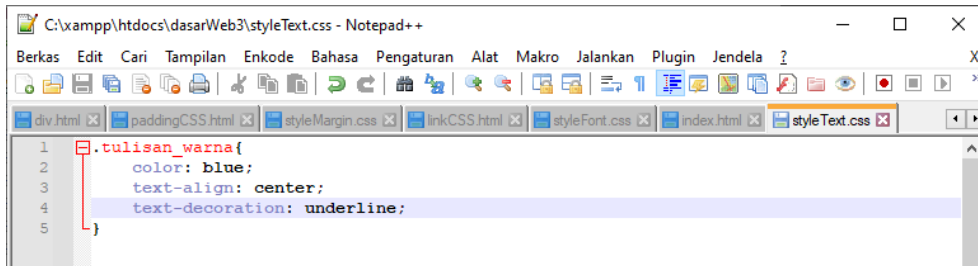 C:\xampp\htdocs\dasarWeb3\styleText.css - Notepad++
Berkas Edit Cari Tampilan Enkode Bahasa Pengaturan Alat Makro Jalankan Plugin Jendela ? X
div.html paddingCSS.html styleMargin.css linkCSS.html styleFont.css index.html styleText.css
1 .tulisan_warna{
2 color: blue;
3 text-align: center;
4 text-decoration: underline;
5 }